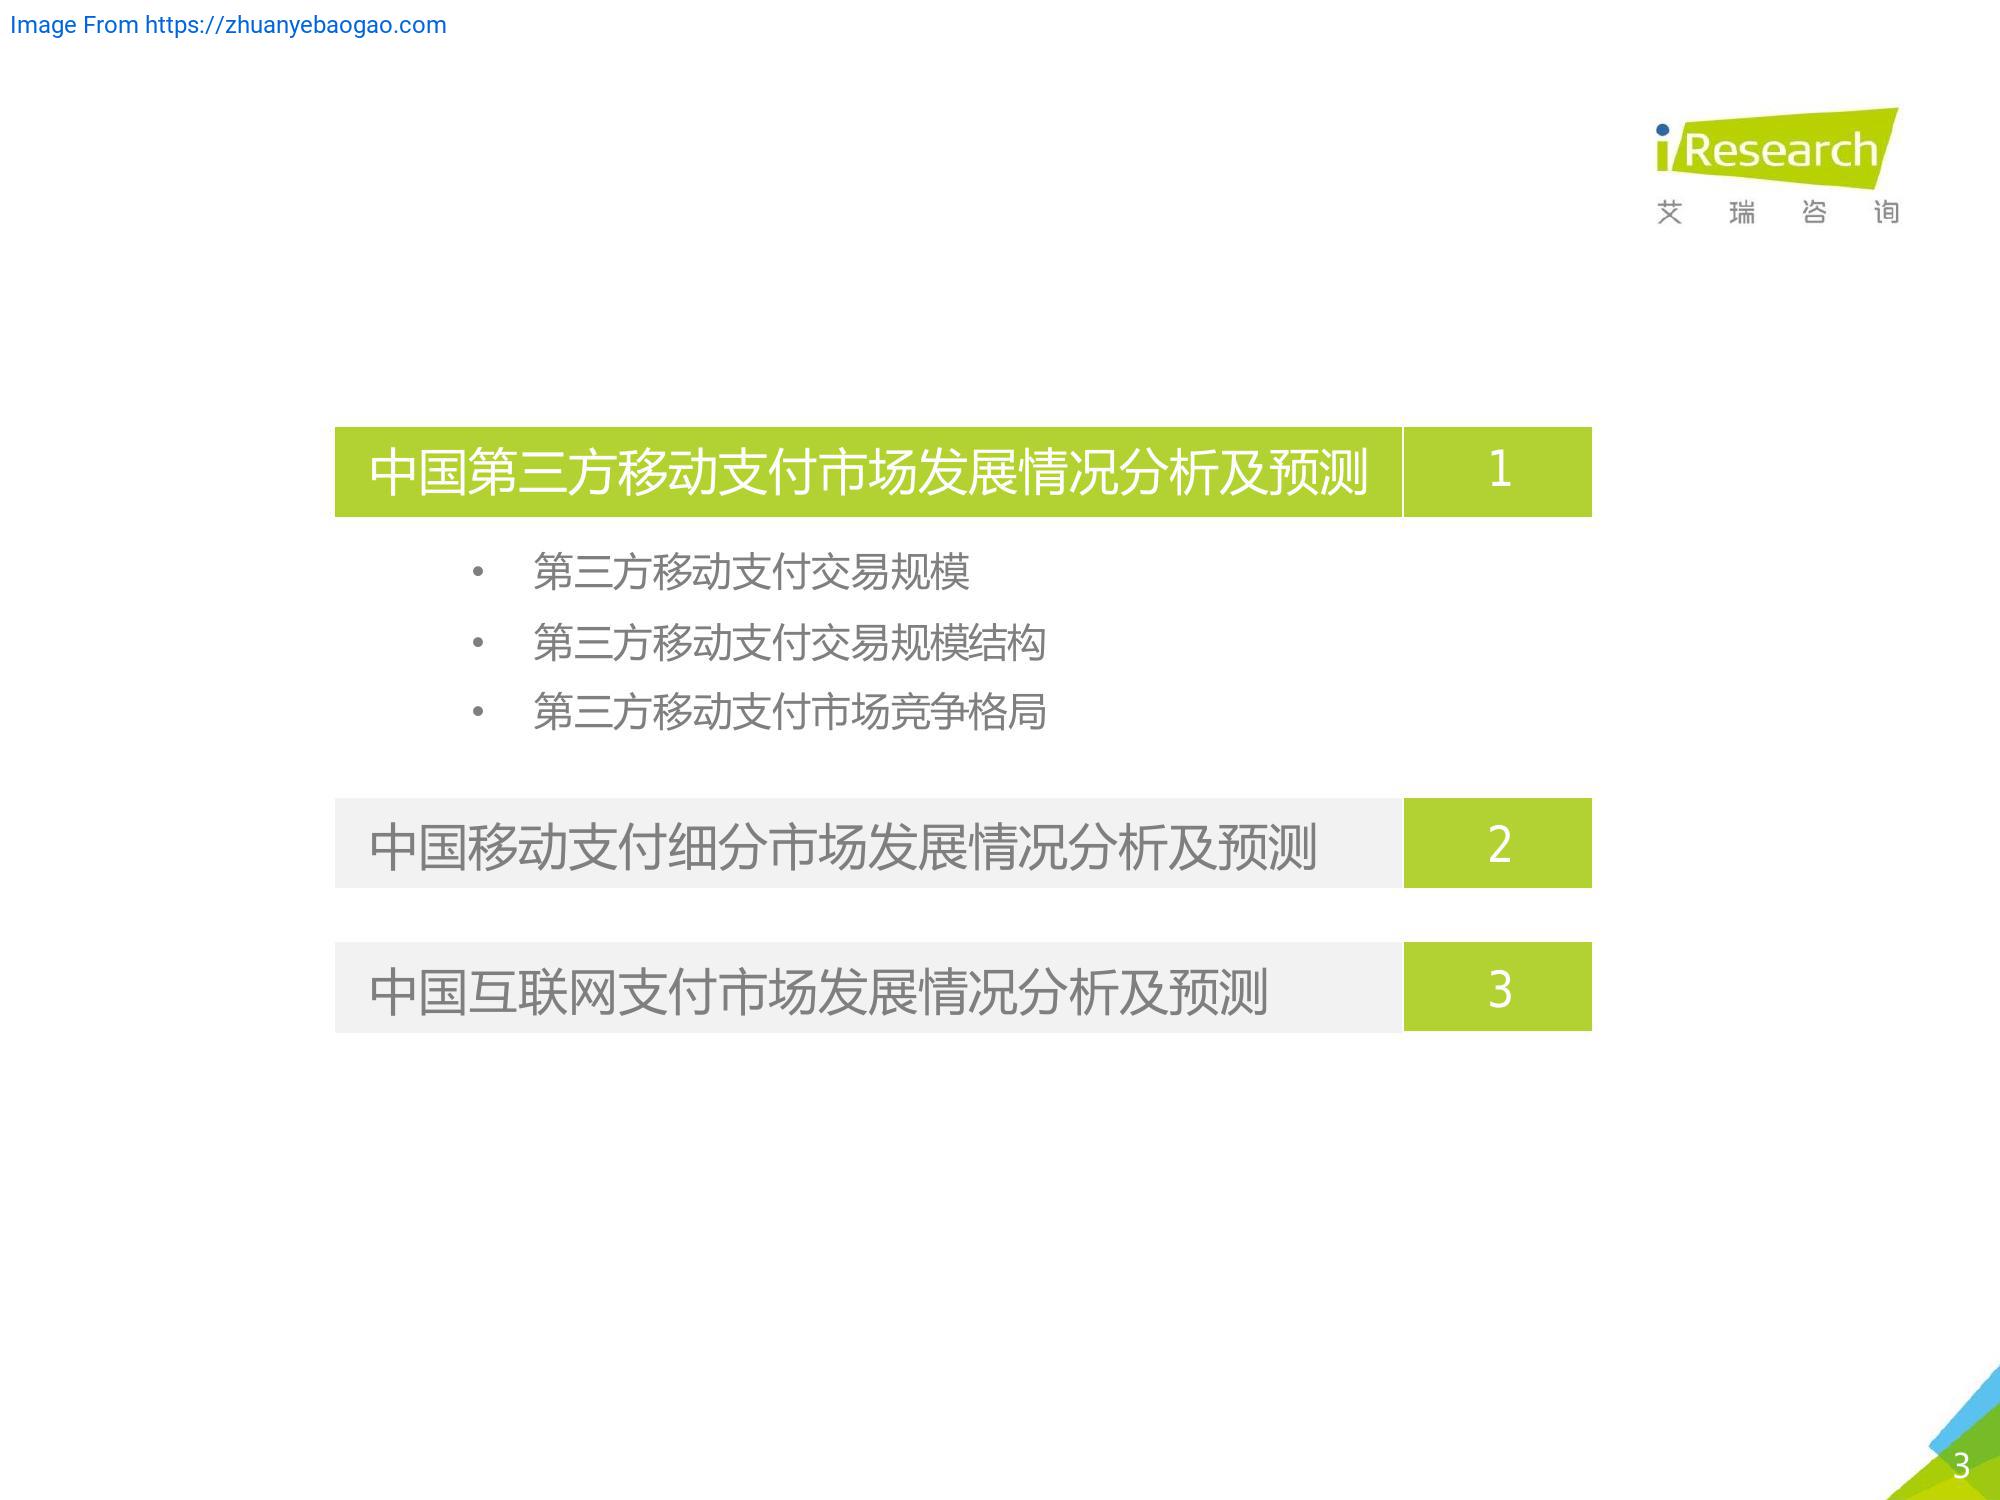 Image From https://zhuanyebaogao.com
iResearch
艾瑞咨询
中国第三方移动支付市场发展情况分析及预测 1
• 第三方移动支付交易规模
• 第三方移动支付交易规模结构
• 第三方移动支付市场竞争格局
中国移动支付细分市场发展情况分析及预测 2
中国互联网支付市场发展情况分析及预测 3
3